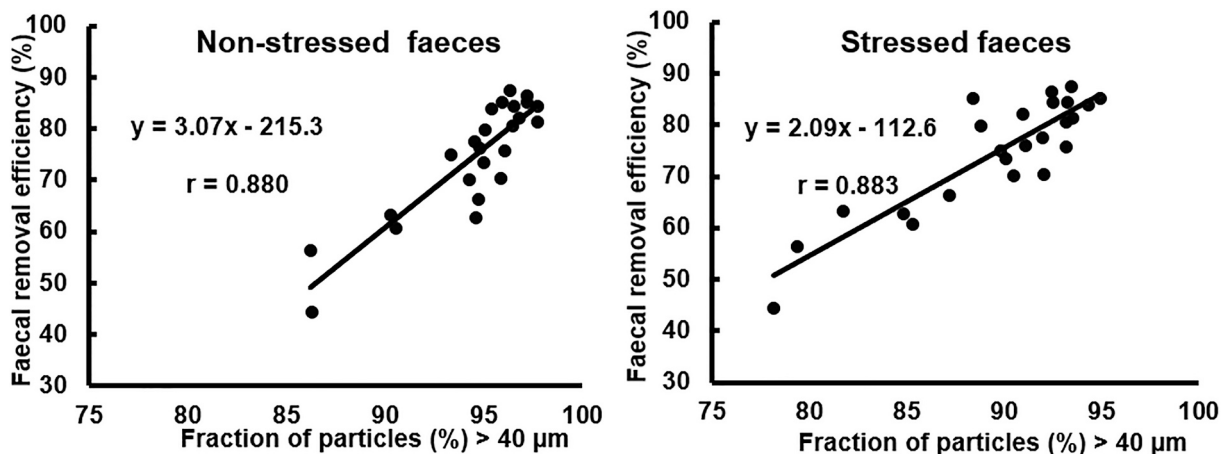 Non-stressed faeces
y = 3.07x - 215.3
r = 0.880
Faecal removal efficiency (%)
100
90
80
70
60
50
40
30
75 80 85 90 95 100
Fraction of particles (%) > 40 µm
Stressed faeces
y = 2.09x - 112.6
r = 0.883
Faecal removal efficiency (%)
100
90
80
70
60
50
40
30
75 80 85 90 95 100
Fraction of particles (%) > 40 µm